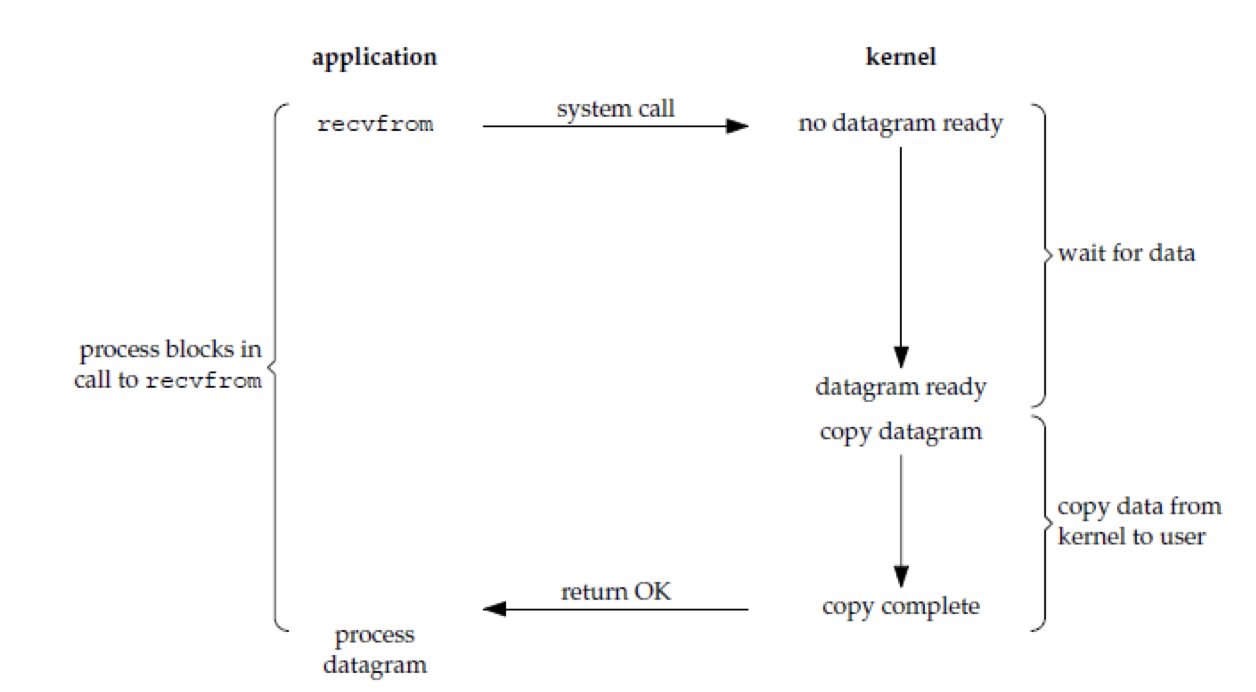 application
kernel
recvfrom
system call
no datagram ready
wait for data
process blocks in
call to recvfrom
datagram ready
copy datagram
copy data from
kernel to user
return OK
copy complete
process
datagram